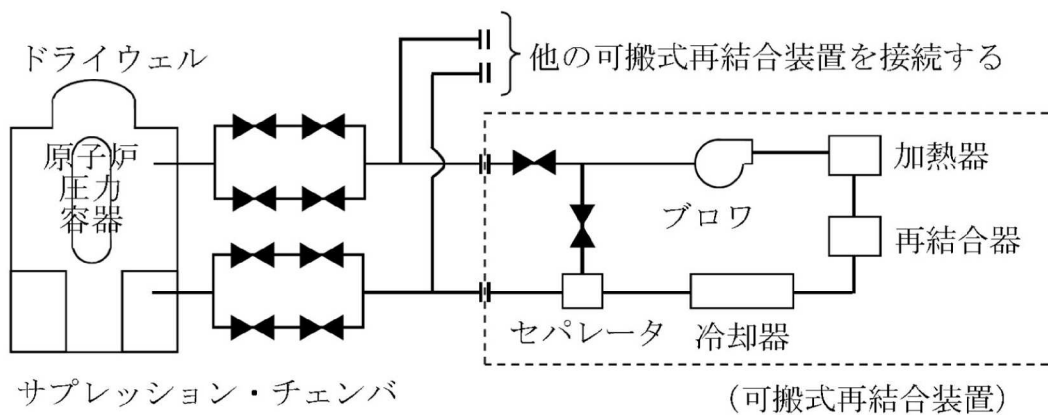 ドライウェル
他の可搬式再結合装置を接続する
原子炉
圧力
容器
加熱器
ブロワ
再結合器
セパレータ
冷却器
サプレッション・チェンバ
(可搬式再結合装置)